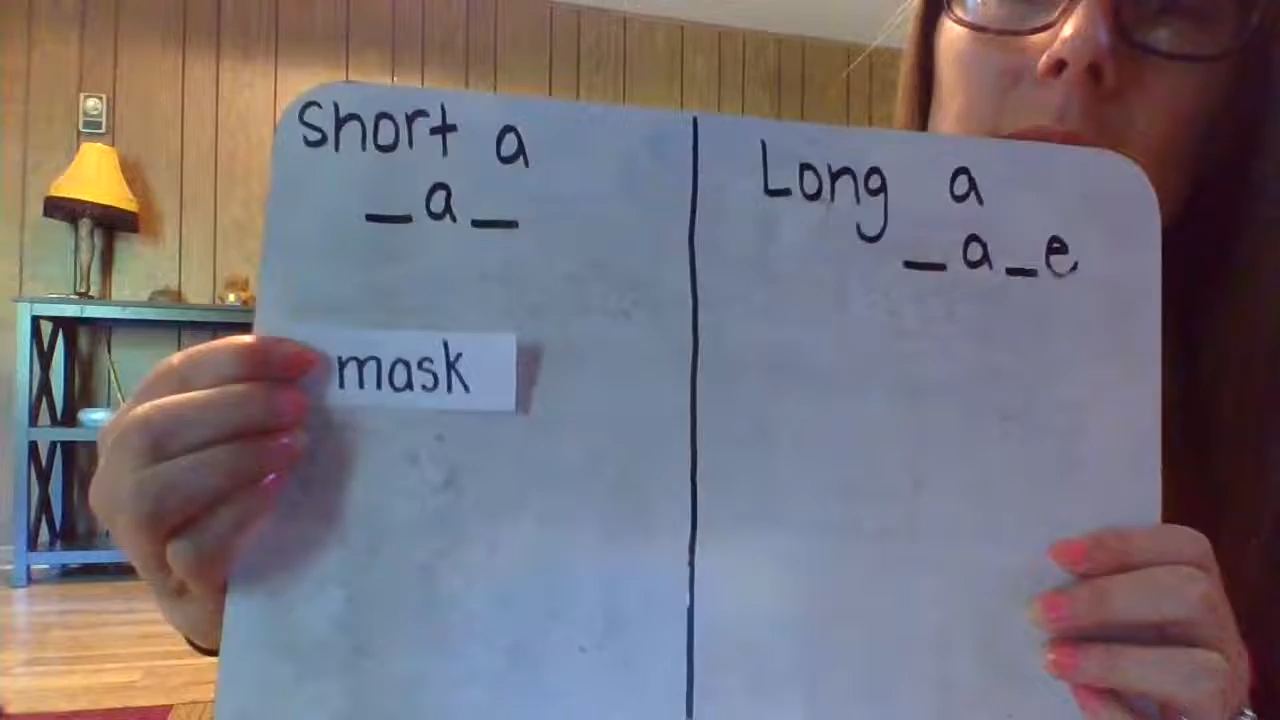 Short a
_a_
mask
Long a
_a_e